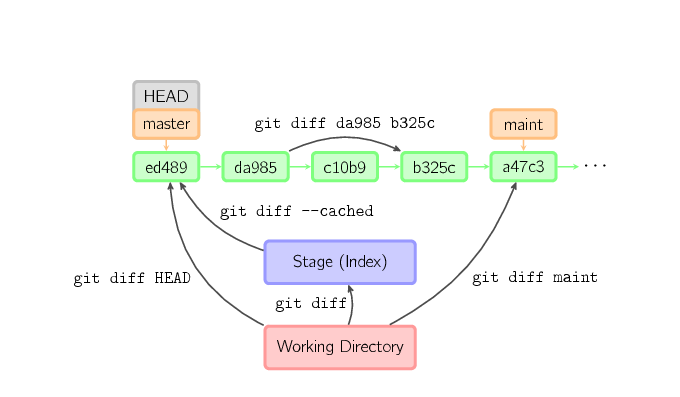 HEAD
master
maint
git diff da985 b325c
ed489
da985
c10b9
b325c
a47c3
...
git diff --cached
Stage (Index)
git diff HEAD
git diff maint
git diff
Working Directory